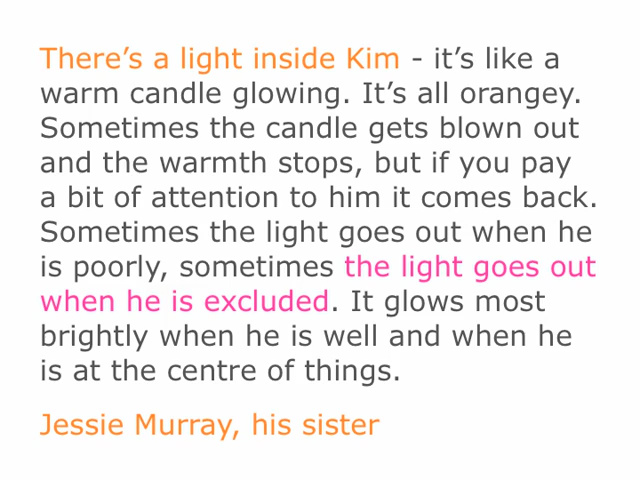 There’s a light inside Kim - it’s like a
warm candle glowing. It’s all orangey.
Sometimes the candle gets blown out
and the warmth stops, but if you pay
a bit of attention to him it comes back.
Sometimes the light goes out when he
is poorly, sometimes the light goes out
when he is excluded. It glows most
brightly when he is well and when he
is at the centre of things.
Jessie Murray, his sister